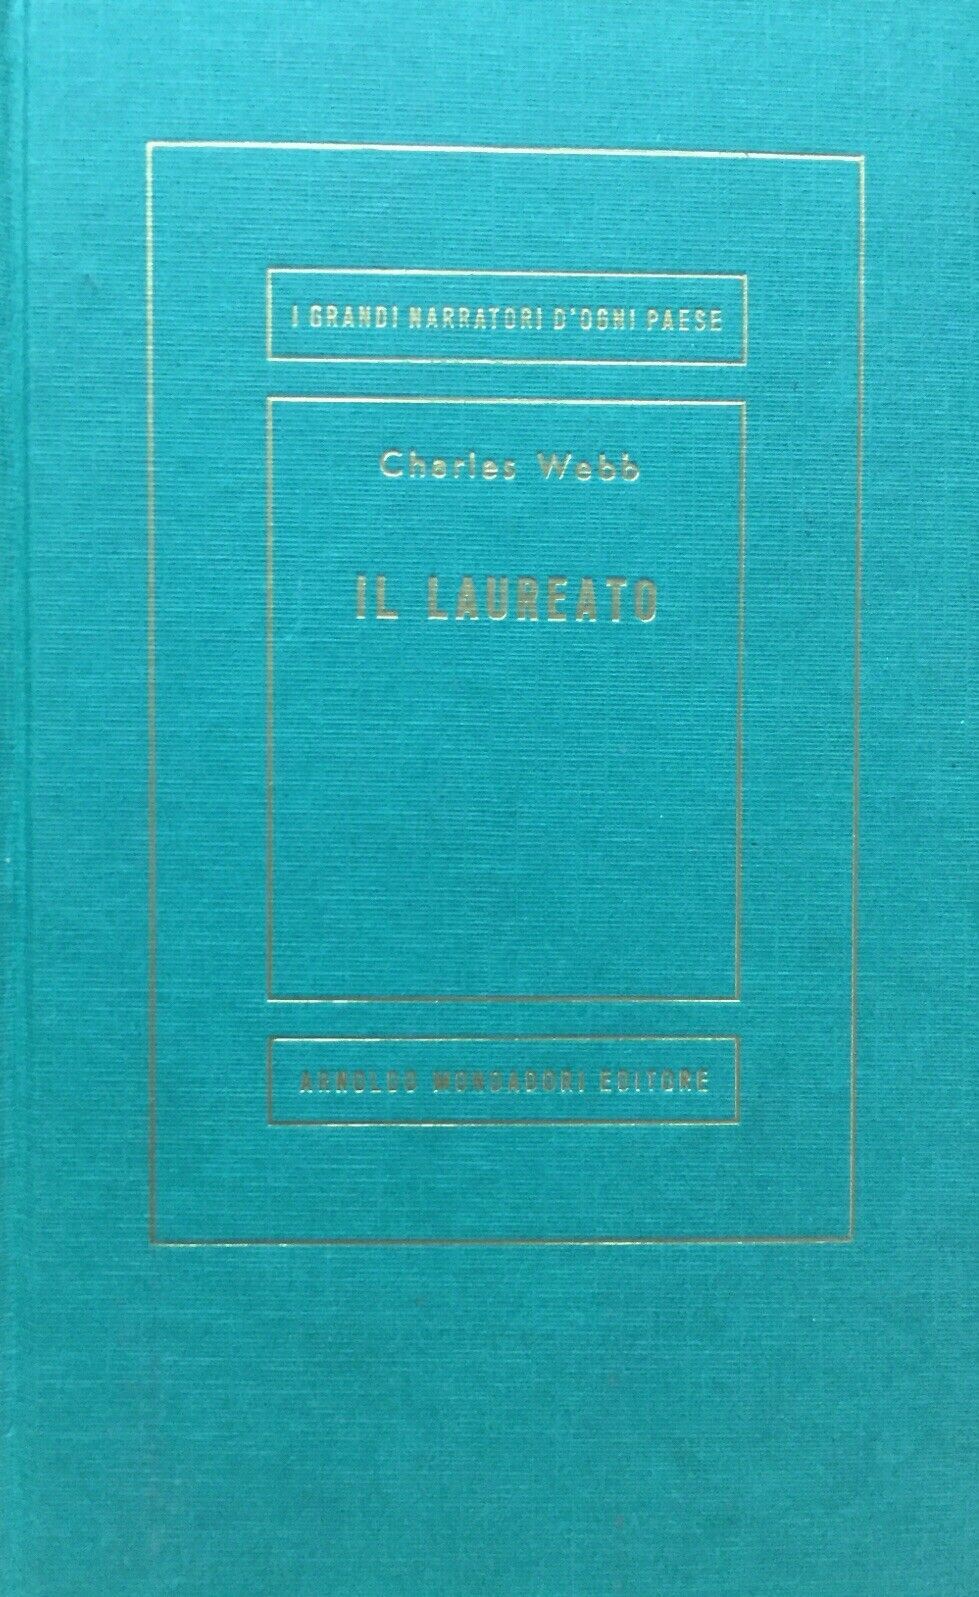 I GRANDI NARRATORI D'OGNI PAESE
Charles Webb
IL LAUREATO
ARNOLDO MONDADORI EDITORE